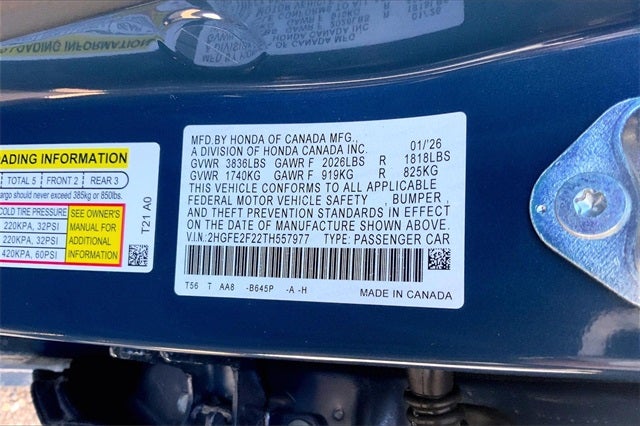 ADING INFORMATION
TOTAL 5 FRONT 2 REAR 3
argo should never exceed 385kg or 850lbs.
COLD TIRE PRESSURE
220KPA, 32PSI
220KPA, 32PSI
420KPA, 60PSI
SEE OWNER'S
MANUAL FOR
ADDITIONAL
INFORMATION
T21 A0
MFD.BY HONDA OF CANADA MFG.,
A DIVISION OF HONDA CANADA INC. 01/'26
GVWR 3836LBS GAWR F 2026LBS R 1818LBS
GVWR 1740KG GAWR F 919KG R 825KG
THIS VEHICLE CONFORMS TO ALL APPLICABLE
FEDERAL MOTOR VEHICLE SAFETY , BUMPER ,
AND THEFT PREVENTION STANDARDS IN EFFECT
ON THE DATE OF MANUFACTURE SHOWN ABOVE.
V.I.N.:2HGFE2F22TH557977 TYPE: PASSENGER CAR
T56 T AA8 -B645P -A -H
MADE IN CANADA